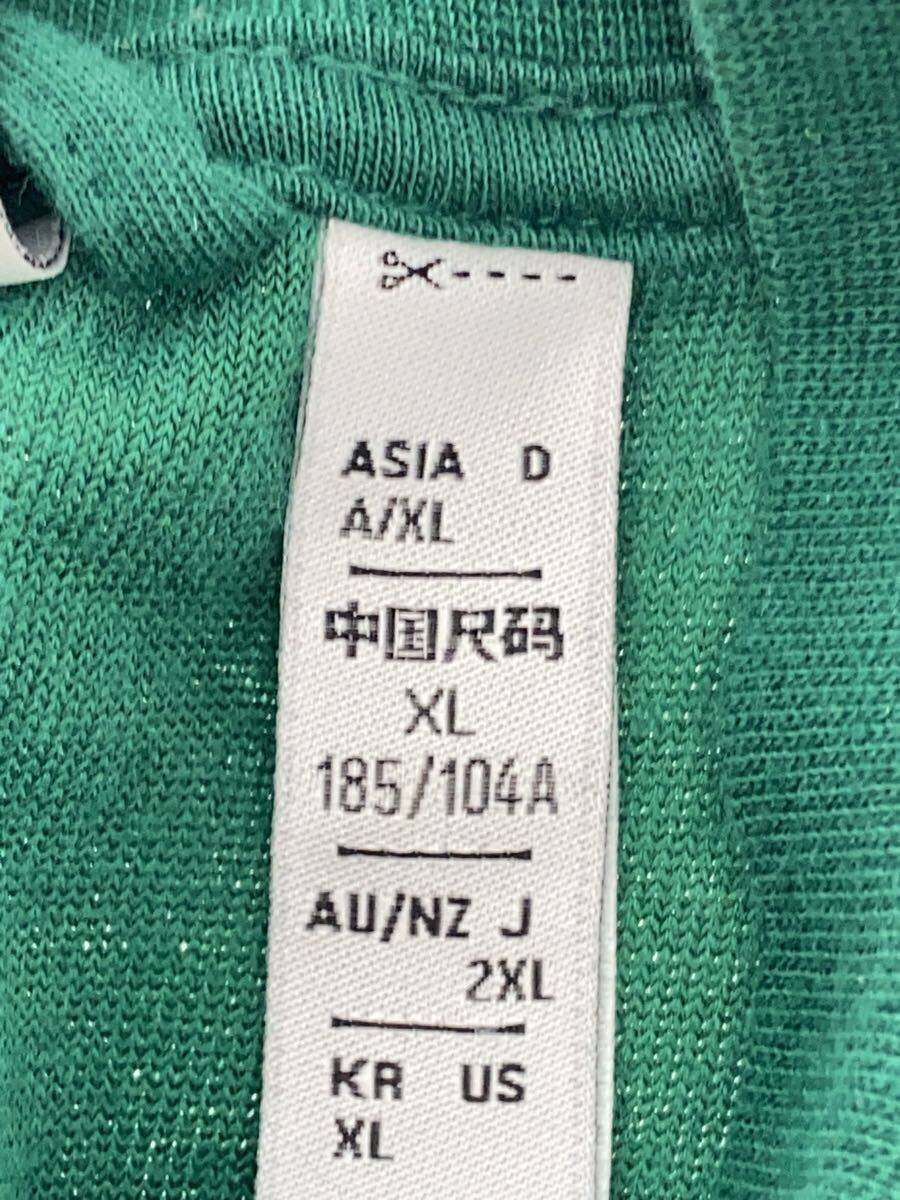 ASIA D
A/XL
中国尺码
XL
185/104A
AU/NZ J
2XL
KR US
XL